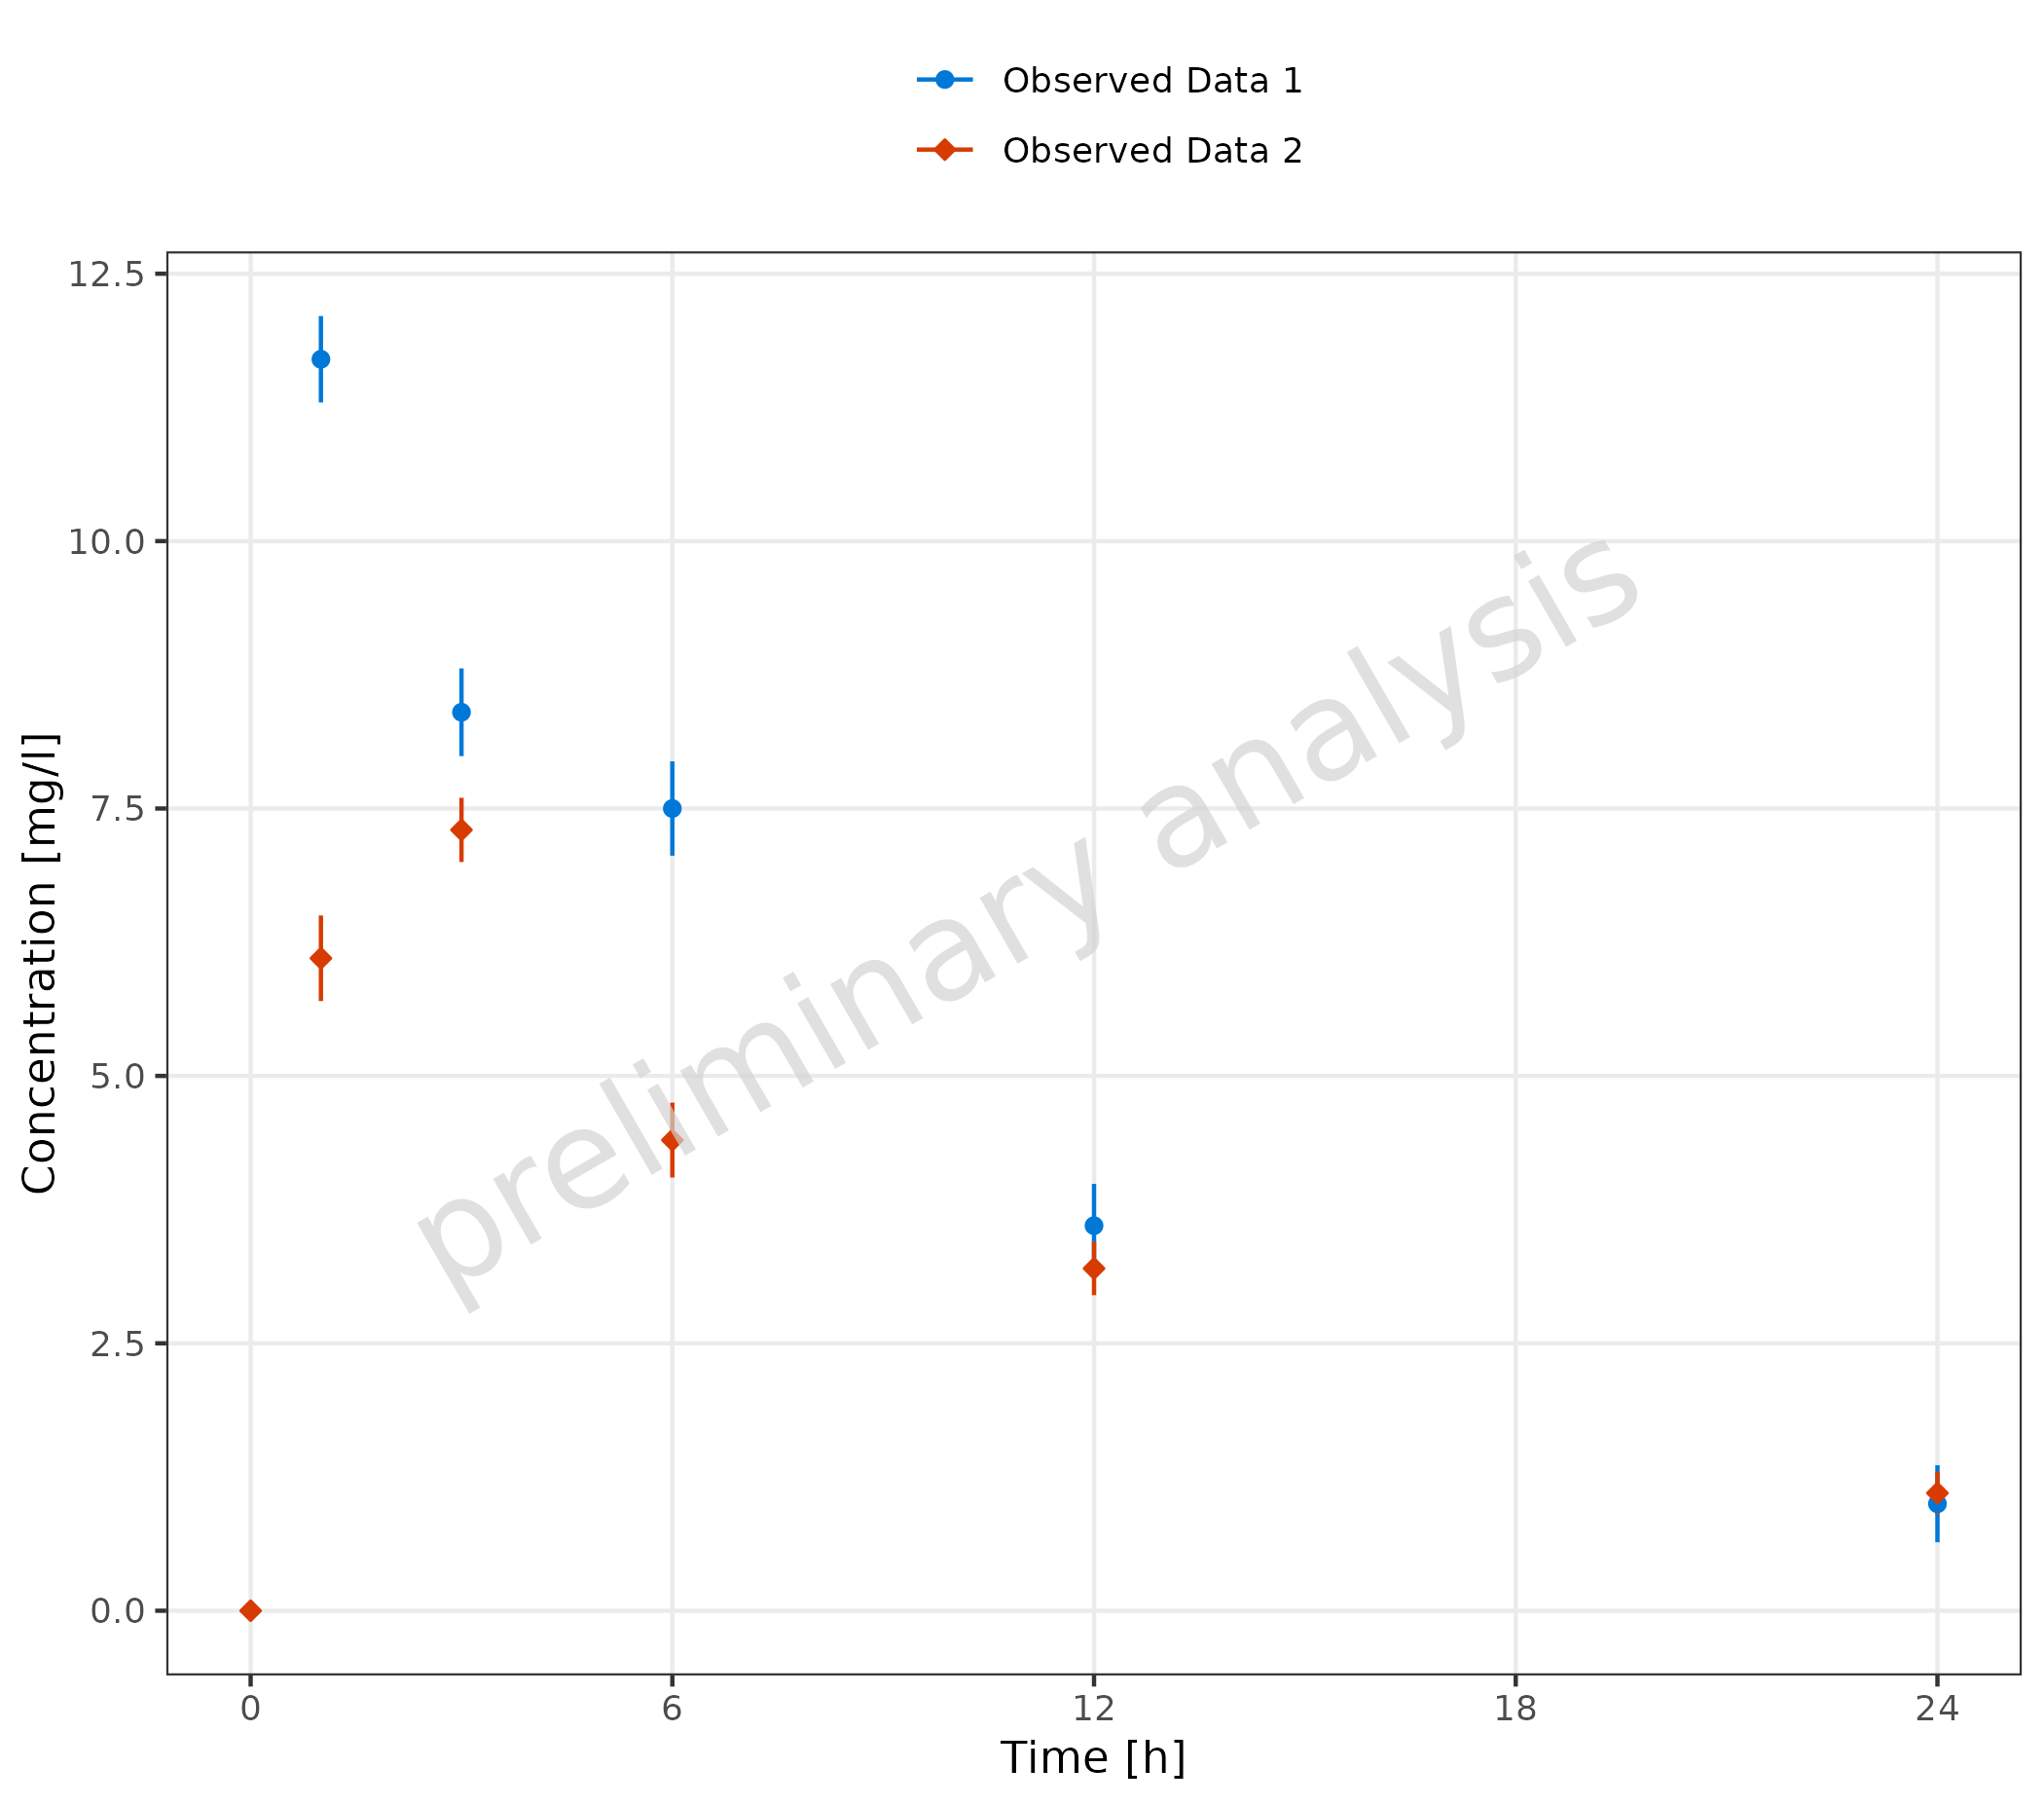 Observed Data 1
Observed Data 2
12.5
10.0
7.5
5.0
2.5
0.0
Concentration [mg/l]
preliminary analysis
0 6 12 18 24
Time [h]